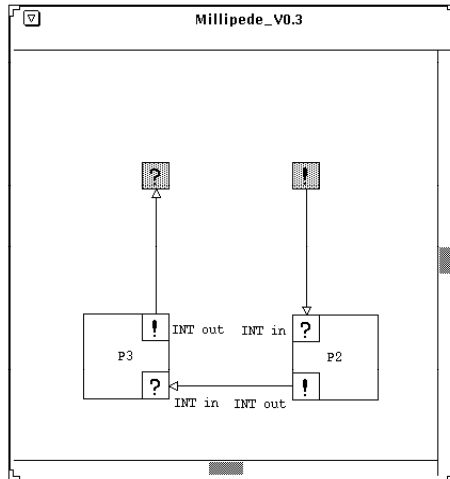 Millipede_V0.3
? !
! INT out INT in ?
P3 P2
? !
INT in INT out